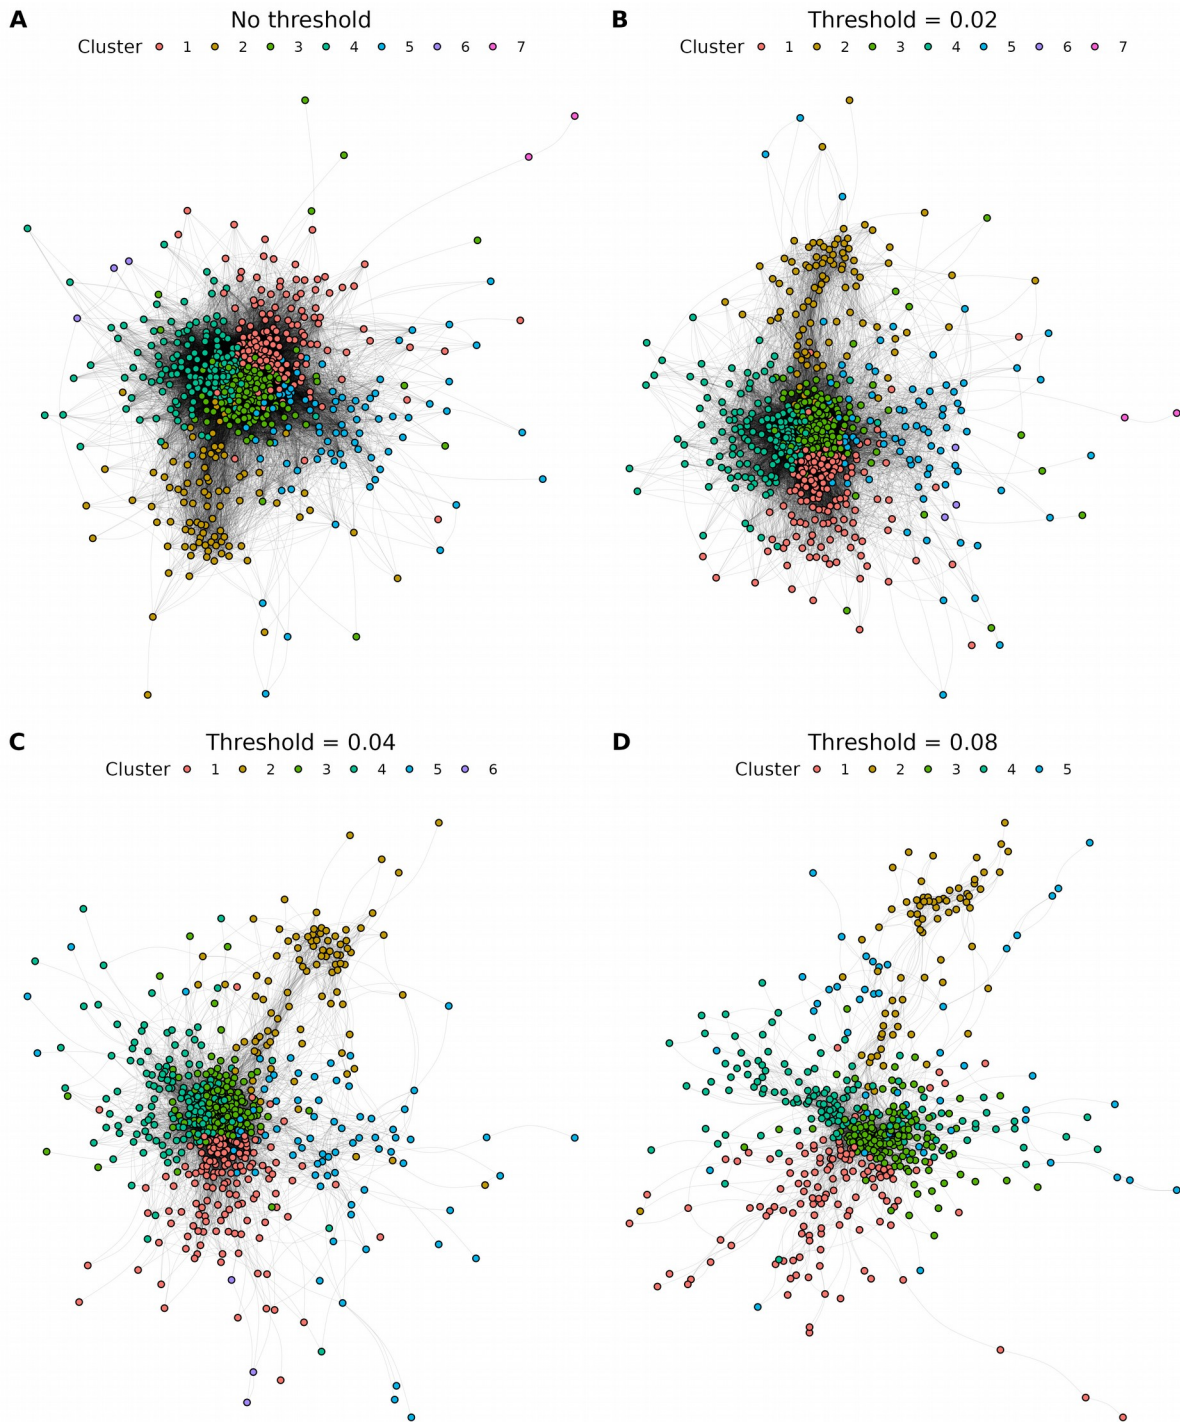 A No threshold
Cluster 1 2 3 4 5 6 7
B Threshold = 0.02
Cluster 1 2 3 4 5 6 7
C Threshold = 0.04
Cluster 1 2 3 4 5 6
D Threshold = 0.08
Cluster 1 2 3 4 5